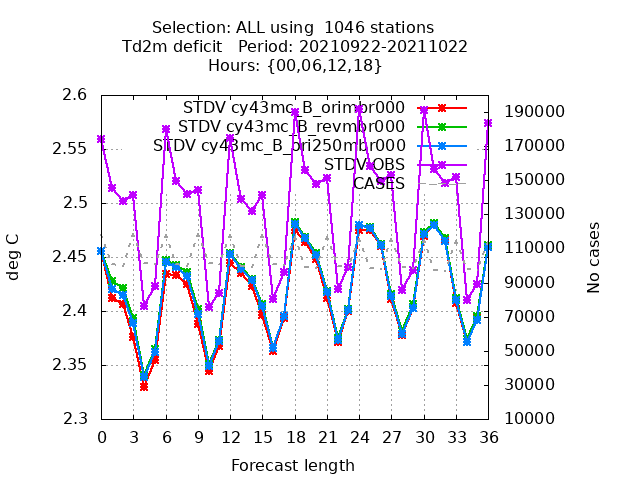 Selection: ALL using  1046 stations
Td2m deficit   Period: 20210922-20211022
Hours: {00,06,12,18}
STDV cy43mc_B_orimbr000
STDV cy43mc_B_revmbr000
STDV cy43mc_B_ori250mbr000
STDV OBS
CASES
2.6
2.55
2.5
2.45
2.4
2.35
2.3
deg C
190000
170000
150000
130000
110000
90000
70000
50000
30000
10000
No cases
0 3 6 9 12 15 18 21 24 27 30 33 36
Forecast length